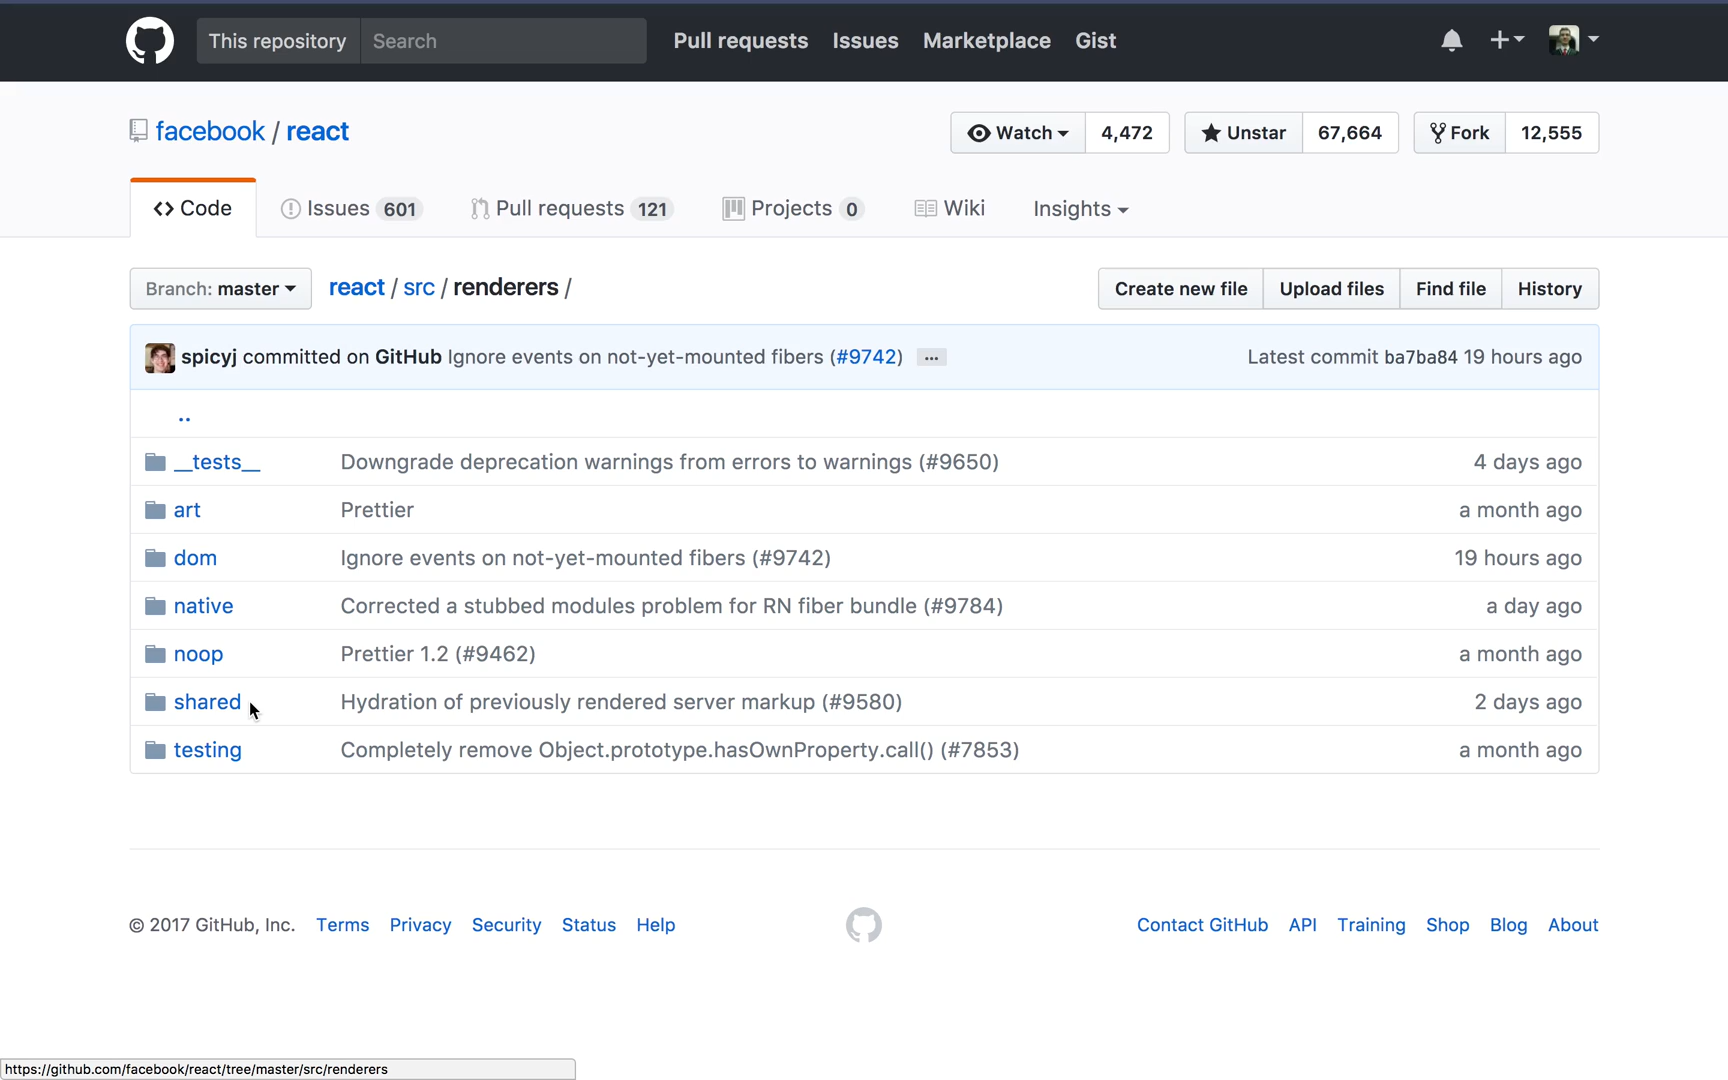 This repository Search Pull requests Issues Marketplace Gist
facebook / react Watch 4,472 Unstar 67,664 Fork 12,555
<> Code Issues 601 Pull requests 121 Projects 0 Wiki Insights
Branch: master react / src / renderers / Create new file Upload files Find file History
spicyj committed on GitHub Ignore events on not-yet-mounted fibers (#9742) ... Latest commit ba7ba84 19 hours ago
..
__tests__ Downgrade deprecation warnings from errors to warnings (#9650) 4 days ago
art Prettier a month ago
dom Ignore events on not-yet-mounted fibers (#9742) 19 hours ago
native Corrected a stubbed modules problem for RN fiber bundle (#9784) a day ago
noop Prettier 1.2 (#9462) a month ago
shared Hydration of previously rendered server markup (#9580) 2 days ago
testing Completely remove Object.prototype.hasOwnProperty.call() (#7853) a month ago
© 2017 GitHub, Inc. Terms Privacy Security Status Help Contact GitHub API Training Shop Blog About
https://github.com/facebook/react/tree/master/src/renderers